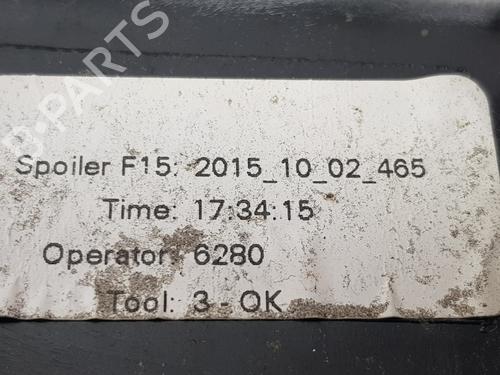 B-PARTS
Spoiler F15: 2015_10_02_465
Time: 17:34:15
Operator: 6280
Tool: 3 - OK